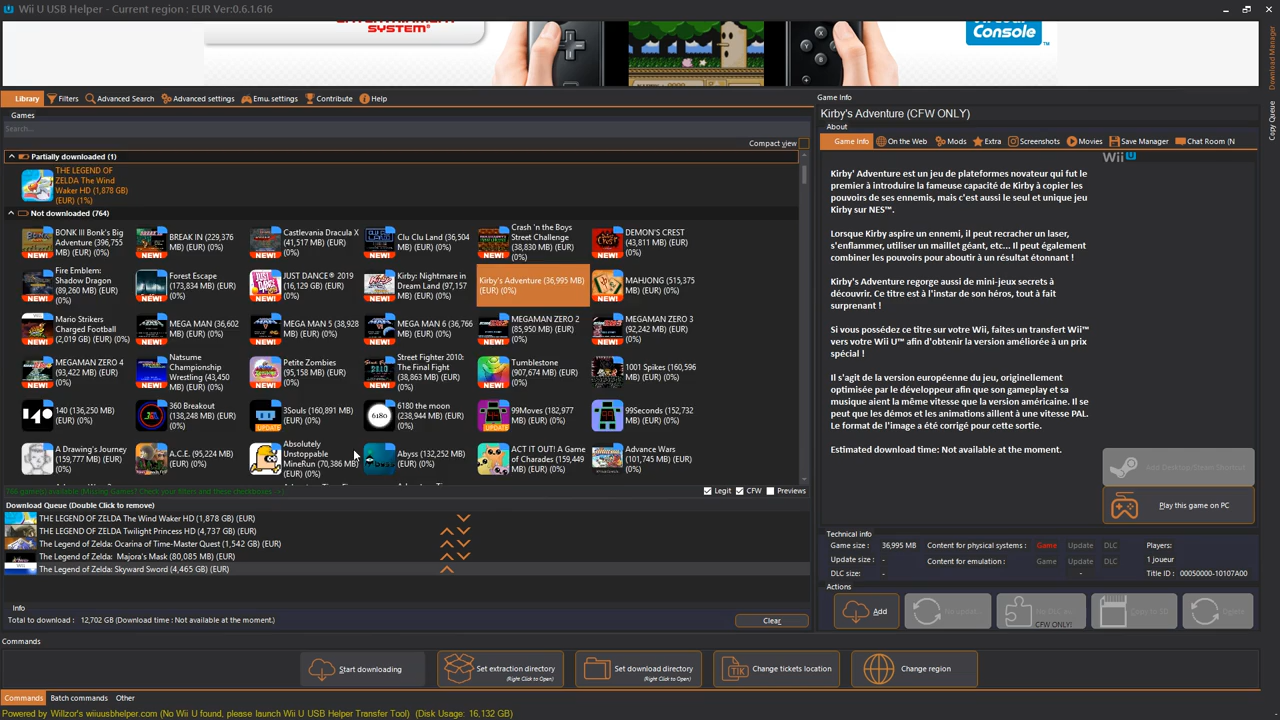 Wii U USB Helper - Current region : EUR Ver:0.6.1.616
ENTERTAINMENT
SYSTEM®
Virtual
Console™
Download Manager
Copy Queue
Library Filters Advanced Search Advanced settings Emu. settings Contribute Help
Games
Search...
Compact view
Partially downloaded (1)
THE LEGEND OF
ZELDA The Wind
Waker HD (1,878 GB)
(EUR) (1%)
Not downloaded (764)
BONK III Bonk's Big
Adventure (396,755
MB) (EUR) (0%)
BREAK IN (229,376
MB) (EUR) (0%)
Castlevania Dracula X
(41,517 MB) (EUR)
(0%)
Clu Clu Land (36,504
MB) (EUR) (0%)
Crash 'n the Boys
Street Challenge
(38,830 MB) (EUR)
(0%)
DEMON'S CREST
(43,811 MB) (EUR)
(0%)
Fire Emblem:
Shadow Dragon
(89,260 MB) (EUR)
(0%)
Forest Escape
(173,834 MB) (EUR)
(0%)
JUST DANCE® 2019
(16,129 GB) (EUR)
(0%)
Kirby: Nightmare in
Dream Land (97,157
MB) (EUR) (0%)
Kirby's Adventure (36,995 MB)
(EUR) (0%)
MAHJONG (515,375
MB) (EUR) (0%)
Mario Strikers
Charged Football
(2,019 GB) (EUR) (0%)
MEGA MAN (36,602
MB) (EUR) (0%)
MEGA MAN 5 (38,928
MB) (EUR) (0%)
MEGA MAN 6 (36,766
MB) (EUR) (0%)
MEGAMAN ZERO 2
(85,950 MB) (EUR)
(0%)
MEGAMAN ZERO 3
(92,242 MB) (EUR)
(0%)
MEGAMAN ZERO 4
(93,422 MB) (EUR)
(0%)
Natsume
Championship
Wrestling (43,450
MB) (EUR) (0%)
Petite Zombies
(95,158 MB) (EUR)
(0%)
Street Fighter 2010:
The Final Fight
(38,863 MB) (EUR)
(0%)
Tumblestone
(907,674 MB) (EUR)
(0%)
1001 Spikes (160,596
MB) (EUR) (0%)
140 (136,250 MB)
(EUR) (0%)
360 Breakout
(138,248 MB) (EUR)
(0%)
3Souls (160,891 MB)
(EUR) (0%)
6180 the moon
(238,944 MB) (EUR)
(0%)
99Moves (182,977
MB) (EUR) (0%)
99Seconds (152,732
MB) (EUR) (0%)
A Drawing's Journey
(159,777 MB) (EUR)
(0%)
A.C.E. (95,224 MB)
(EUR) (0%)
Absolutely
Unstoppable
MineRun (70,386 MB)
(EUR) (0%)
Abyss (132,252 MB)
(EUR) (0%)
ACT IT OUT! A Game
of Charades (159,449
MB) (EUR) (0%)
Advance Wars
(101,745 MB) (EUR)
(0%)
Legit CFW Previews
Download Queue (Double Click to remove)
THE LEGEND OF ZELDA The Wind Waker HD (1,878 GB) (EUR)
THE LEGEND OF ZELDA Twilight Princess HD (4,737 GB) (EUR)
The Legend of Zelda: Ocarina of Time-Master Quest (1,542 GB) (EUR)
The Legend of Zelda: Majora's Mask (80,085 MB) (EUR)
The Legend of Zelda: Skyward Sword (4,465 GB) (EUR)
Info
Total to download : 12,702 GB (Download time : Not available at the moment.)
Clear
Game Info
Kirby's Adventure (CFW ONLY)
About
Game Info On the Web Mods Extra Screenshots Movies Save Manager Chat Room (N
Wii U
Kirby' Adventure est un jeu de plateformes novateur qui fut le
premier à introduire la fameuse capacité de Kirby à copier les
pouvoirs de ses ennemis, mais c'est aussi le seul et unique jeu
Kirby sur NES™.
Lorsque Kirby aspire un ennemi, il peut recracher un laser,
s'enflammer, utiliser un maillet géant, etc... Il peut également
combiner les pouvoirs pour aboutir à un résultat étonnant !
Kirby's Adventure regorge aussi de mini-jeux secrets à
découvrir. Ce titre est à l'instar de son héros, tout à fait
surprenant !
Si vous possédez ce titre sur votre Wii, faites un transfert Wii™
vers votre Wii U™ afin d'obtenir la version améliorée à un prix
spécial !
Il s'agit de la version européenne du jeu, originellement
optimisée par le développeur afin que son gameplay et sa
musique aient la même vitesse que la version américaine. Il se
peut que les démos et les animations aillent à une vitesse PAL.
Le format de l'image a été corrigé pour cette sortie.
Estimated download time: Not available at the moment.
Add Desktop/Steam Shortcut
Play this game on PC
Technical info
Game size : 36,995 MB Content for physical systems : Game Update DLC Players:
Update size : - Content for emulation : Game Update DLC 1 joueur
DLC size: - - Title ID : 00050000-10107A00
Actions
Add
CFW ONLY!
Copy to SD
Delete
Commands
Start downloading
Set extraction directory
(Right Click to Open)
Set download directory
(Right Click to Open)
Change tickets location
Change region
Commands Batch commands Other
Powered by Willzor's wiiuusbhelper.com (No Wii U found, please launch Wii U USB Helper Transfer Tool) (Disk Usage: 16,132 GB)